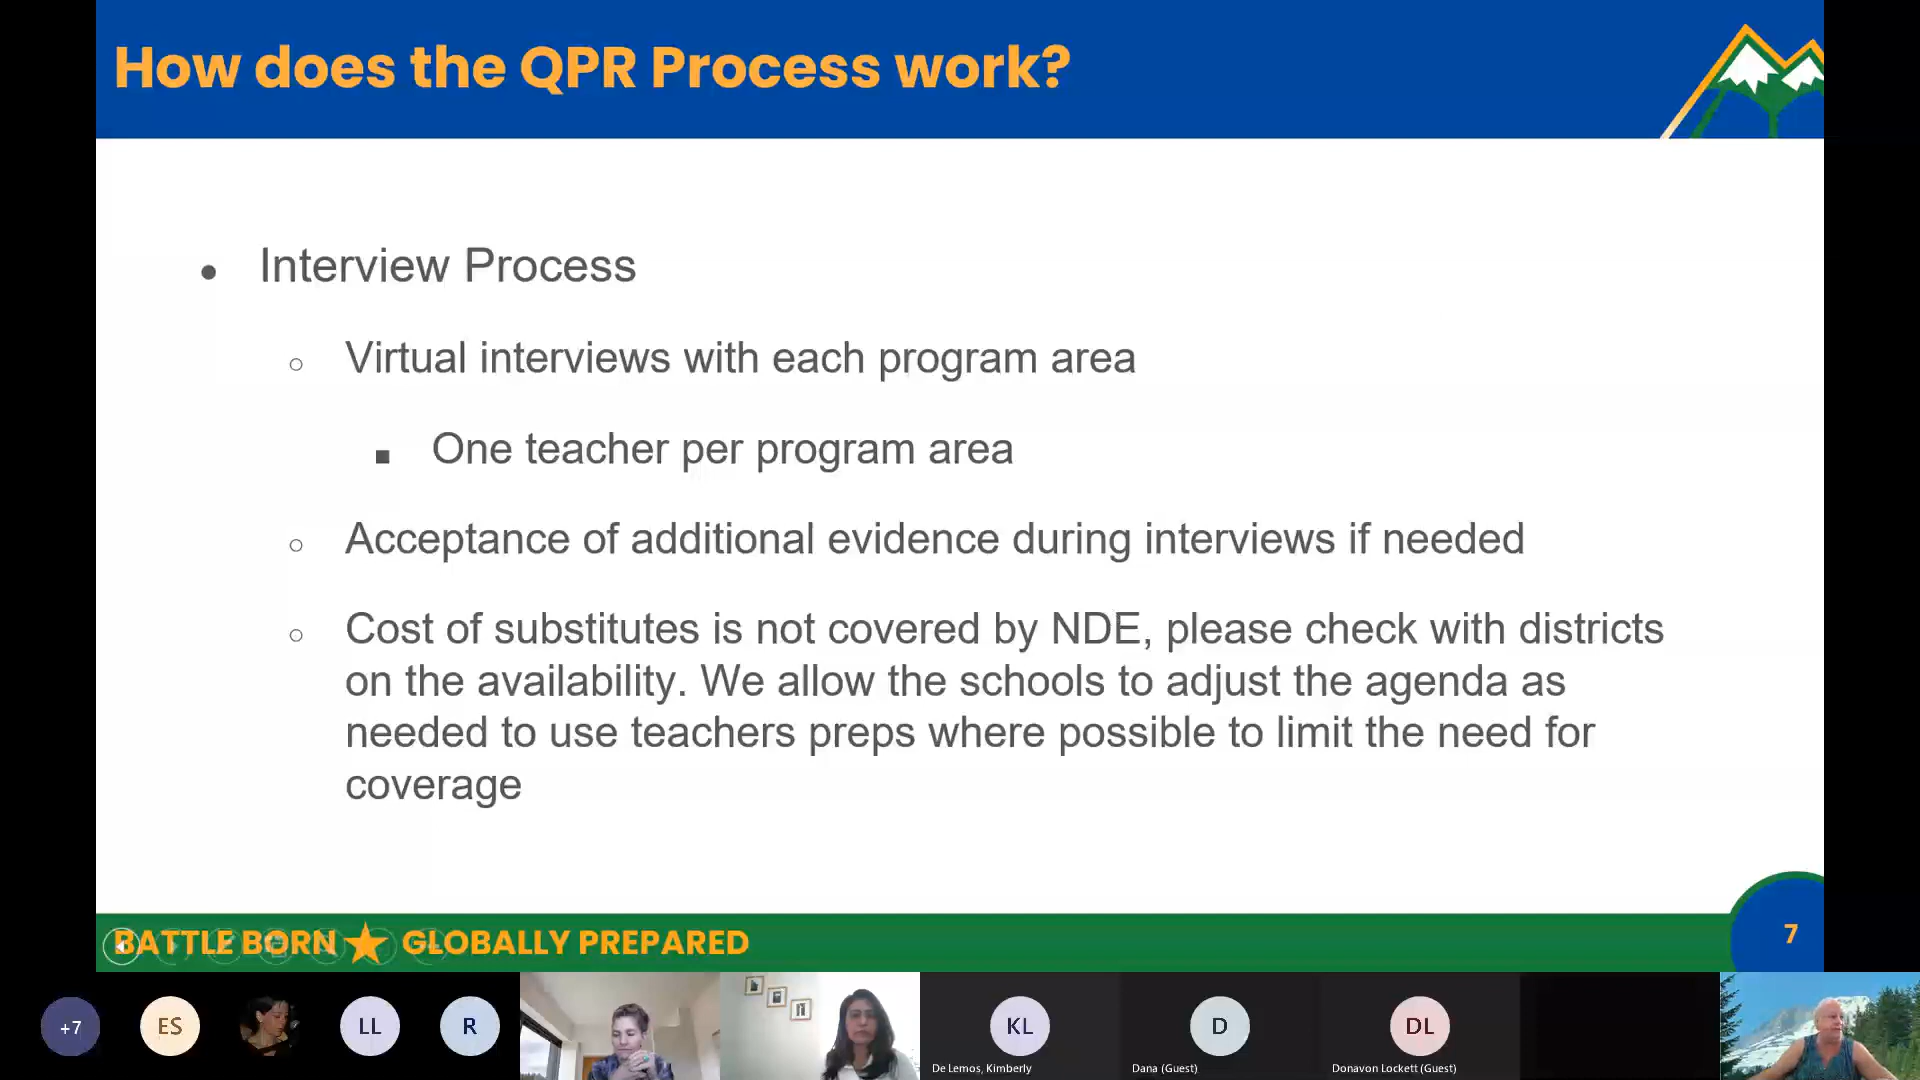 How does the QPR Process work?
Interview Process
Virtual interviews with each program area
One teacher per program area
Acceptance of additional evidence during interviews if needed
Cost of substitutes is not covered by NDE, please check with districts
on the availability. We allow the schools to adjust the agenda as
needed to use teachers preps where possible to limit the need for
coverage
BATTLE BORN GLOBALLY PREPARED
7
+7
ES
LL
R
KL
D
DL
De Lemos, Kimberly
Dana (Guest)
Donavon Lockett (Guest)